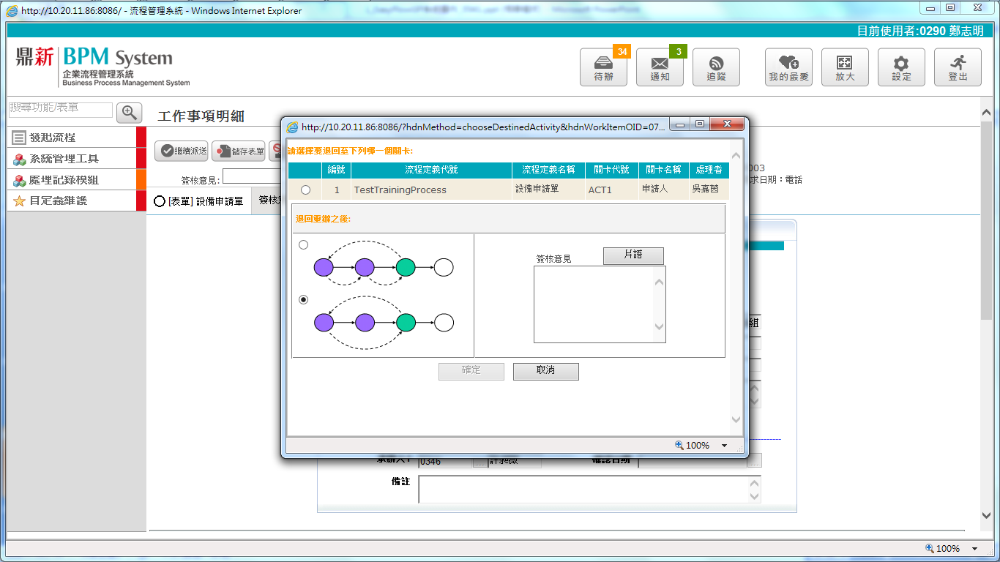 http://10.20.11.86:8086/ - 流程管理系統 - Windows Internet Explorer
目前使用者:0290 鄭志明
鼎新 BPM System
企業流程管理系統
Business Process Management System
34
3
待辦
通知
追蹤
我的最愛
放大
設定
登出
搜尋功能/表單
發起流程
系統管理工具
處理記錄模組
自定義維護
工作事項明細
繼續派送
儲存表單
簽核意見:
[表單] 設備申請單
簽核
003
求日期：電話
http://10.20.11.86:8086/?hdnMethod=chooseDestinedActivity&hdnWorkItemOID=07...
請選擇要退回至下列哪一個關卡:
編號 流程定義代號 流程定義名稱 關卡代號 關卡名稱 處理者
1 TestTrainingProcess 設備申請單 ACT1 申請人 吳嘉茵
退回重辦之後:
簽核意見
片語
確定
取消
100%
組
承辦人1
0346
...
許昶薇
確認日期
...
備註
100%